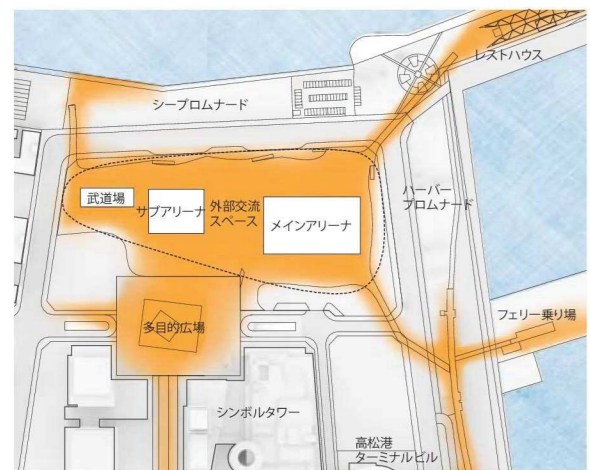 レストハウス
シープロムナード
武道場
サブアリーナ
外部交流
スペース
メインアリーナ
ハーバー
プロムナード
多目的広場
フェリー乗り場
シンボルタワー
高松港
ターミナルビル